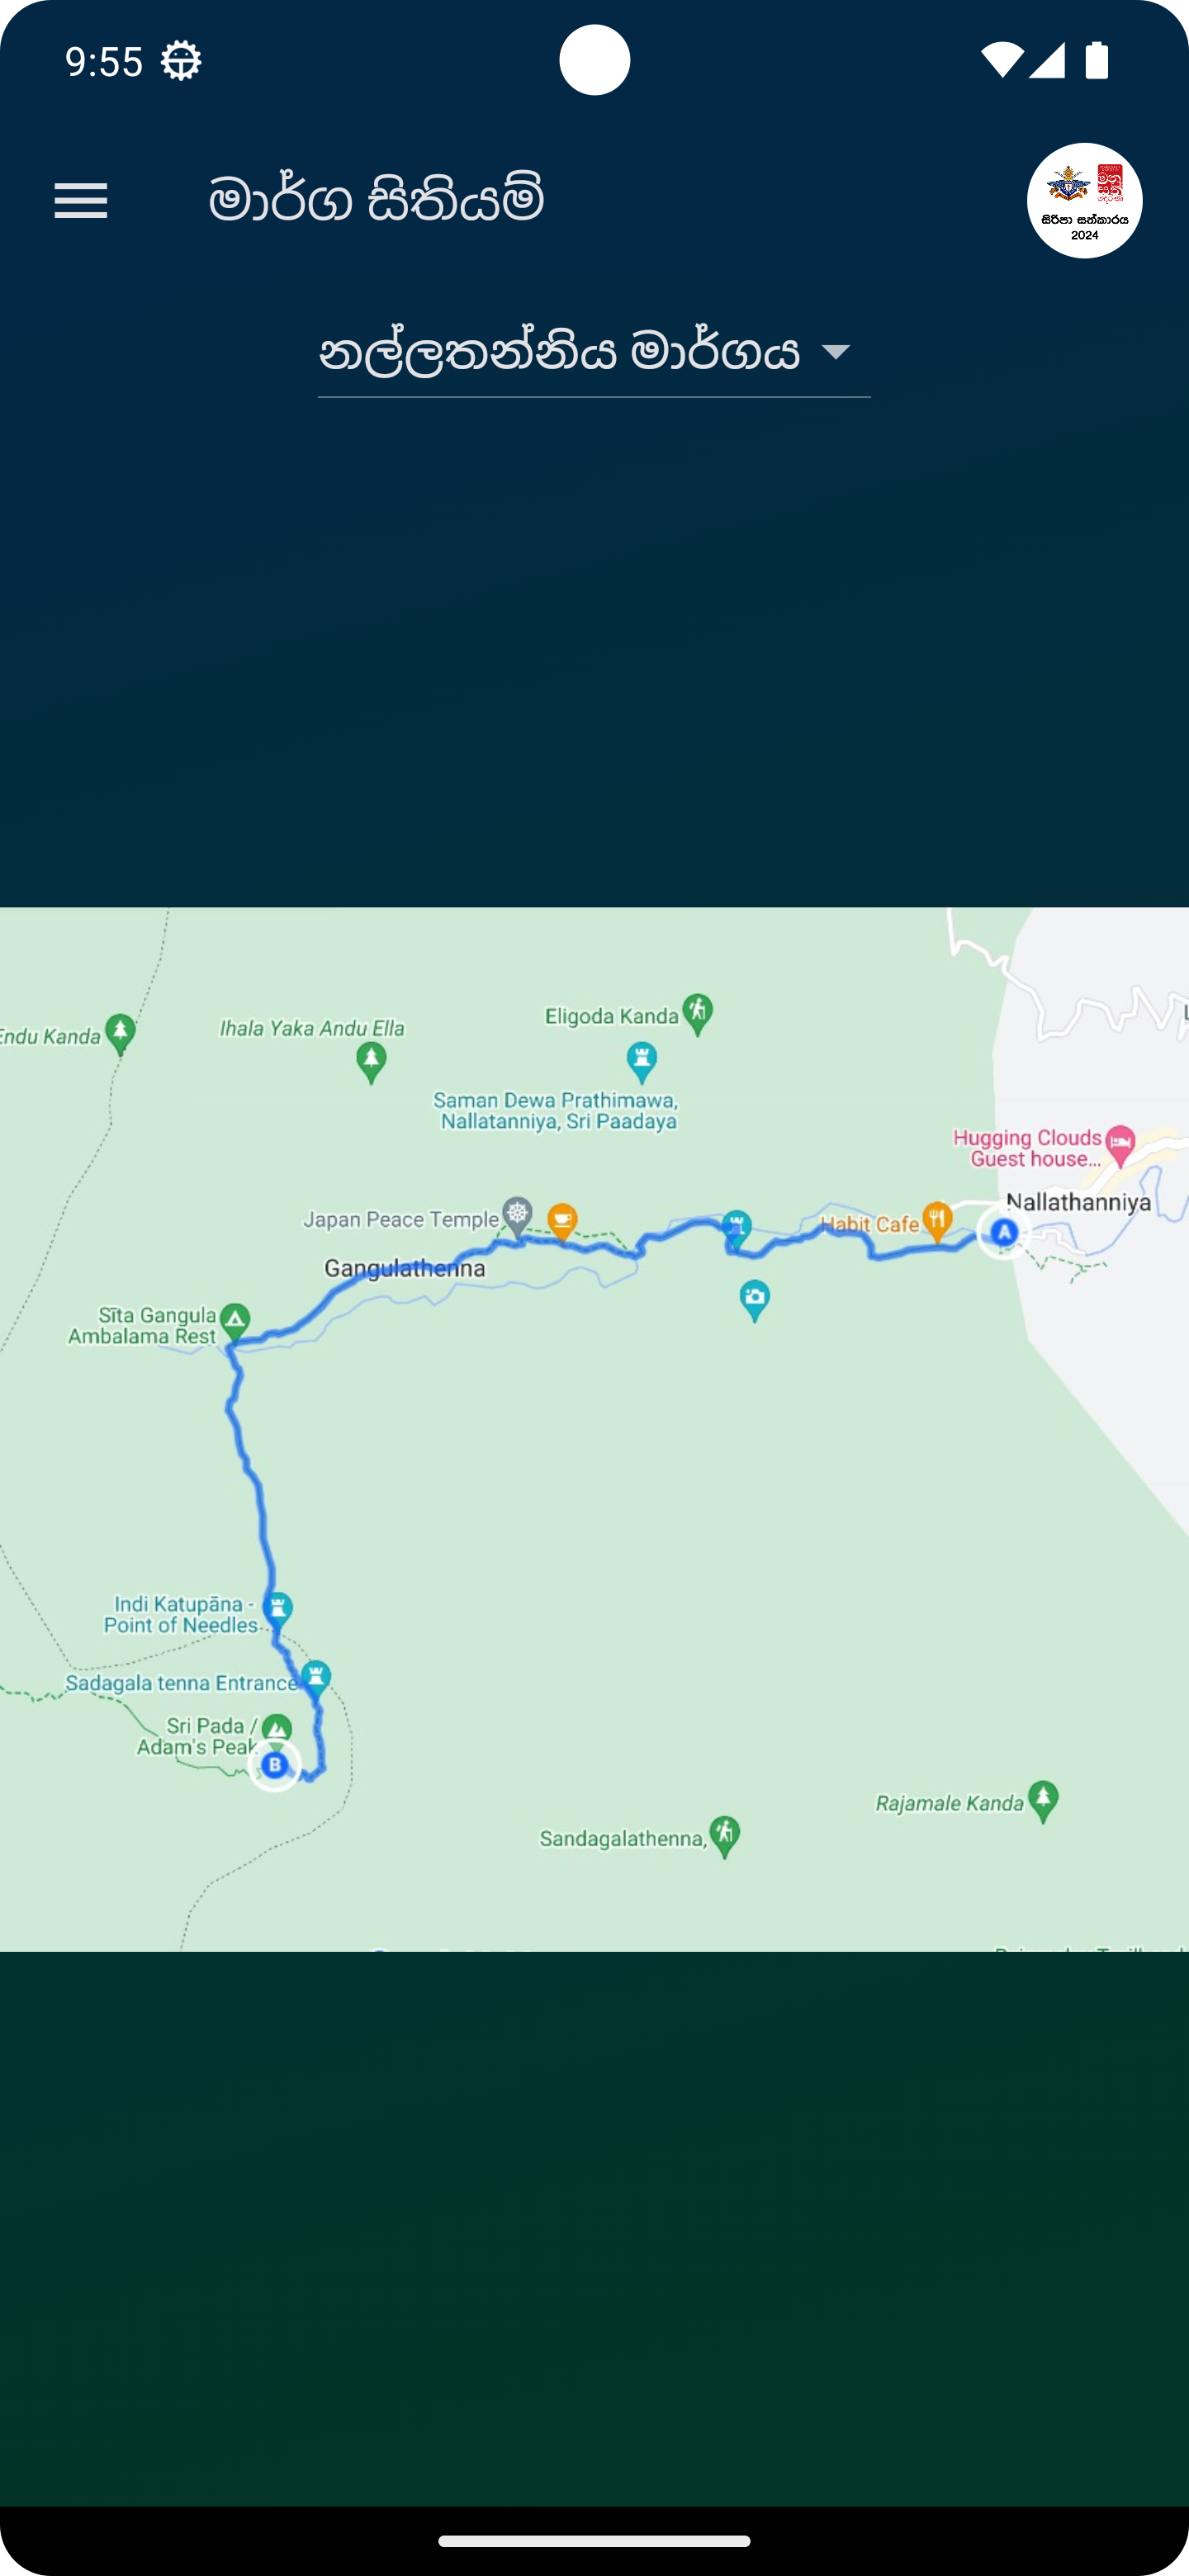 9:55
මාර්ග සිතියම්
සිරිපා සත්කාරය
2024
නල්ලතන්නිය මාර්ගය
Endu Kanda
Ihala Yaka Andu Ella
Eligoda Kanda
Saman Dewa Prathimawa,
Nallatanniya, Sri Paadaya
Hugging Clouds
Guest house...
Nallathanniya
Japan Peace Temple
Habit Cafe
A
Gangulathenna
Sīta Gangula
Ambalama Rest
Indi Katupāna -
Point of Needles
Sadagala tenna Entrance
Sri Pada /
Adam's Peak
B
Rajamale Kanda
Sandagalathenna,